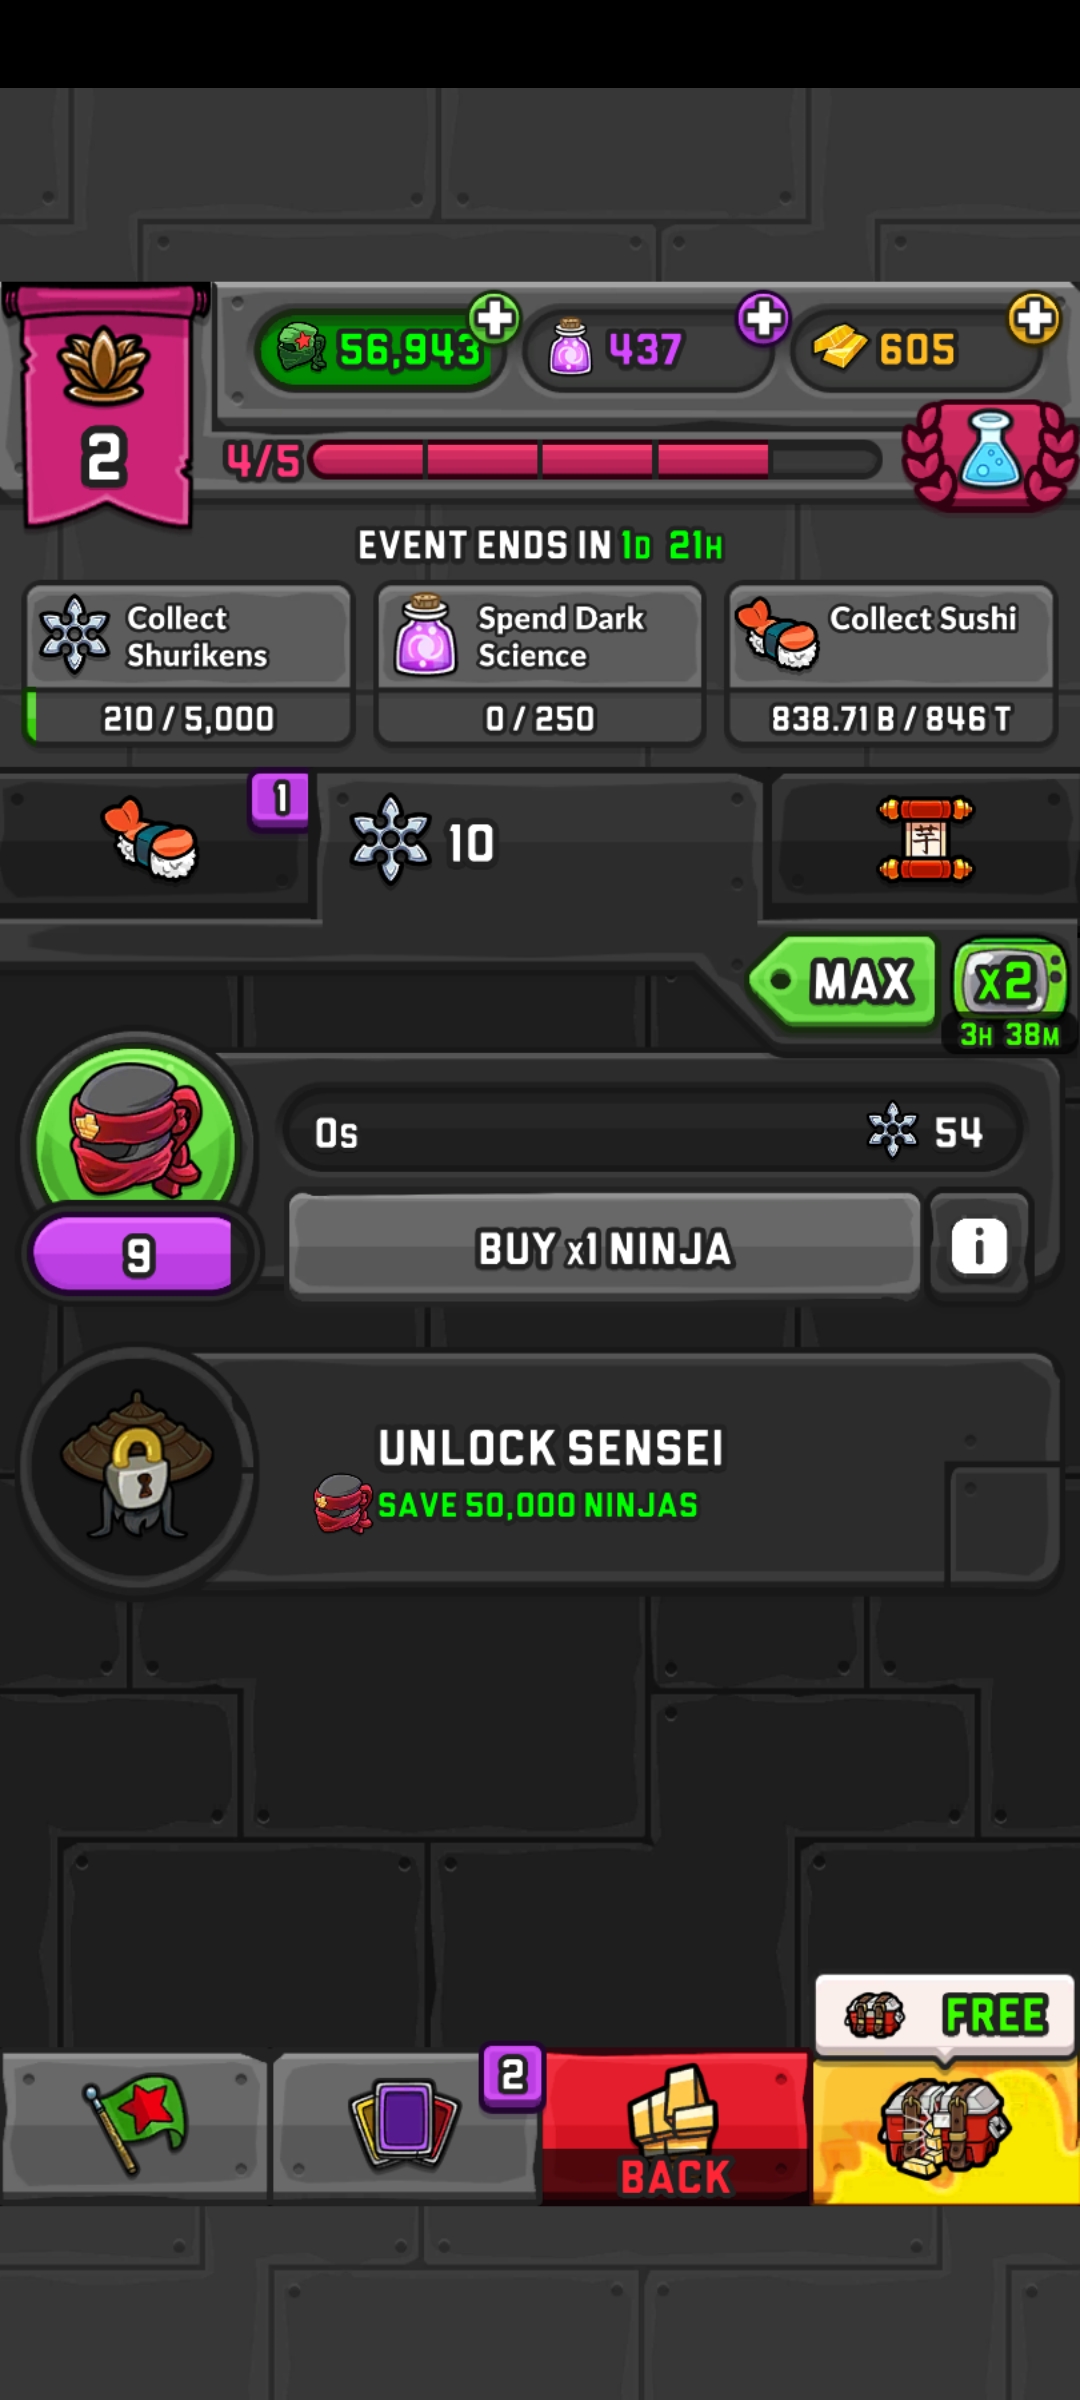 56,943
437
605
2
4/5
EVENT ENDS IN 1D 21H
Collect
Shurikens
210 / 5,000
Spend Dark
Science
0 / 250
Collect Sushi
838.71 B / 846 T
1
10
芋
MAX
x2
3H 38M
0s
54
9
BUY x1 NINJA
i
UNLOCK SENSEI
SAVE 50,000 NINJAS
FREE
2
BACK